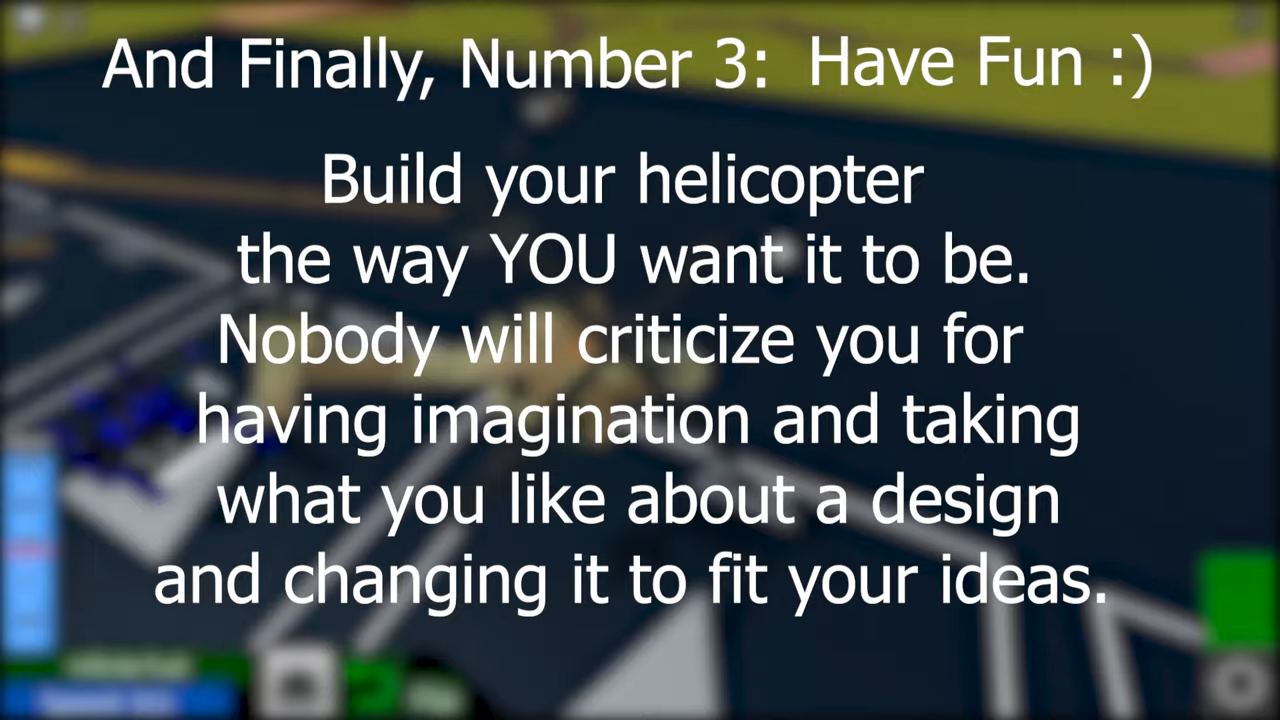 And Finally, Number 3: Have Fun :)
Build your helicopter
the way YOU want it to be.
Nobody will criticize you for
having imagination and taking
what you like about a design
and changing it to fit your ideas.